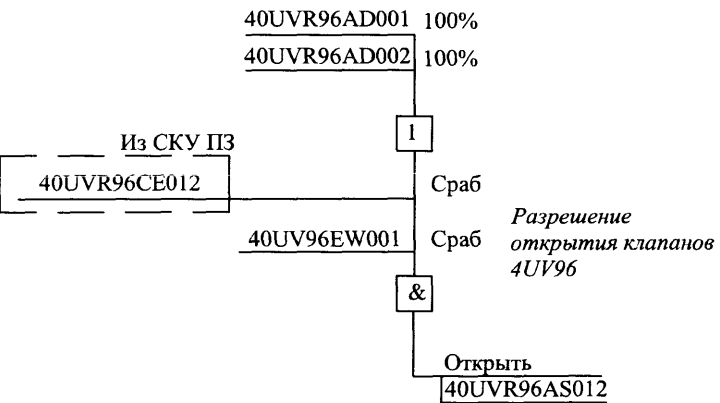 40UVR96AD001 100%
40UVR96AD002 100%
1
Из СКУ ПЗ
40UVR96CE012 Сраб
40UV96EW001 Сраб
Разрешение
открытия клапанов
4UV96
&
Открыть
40UVR96AS012